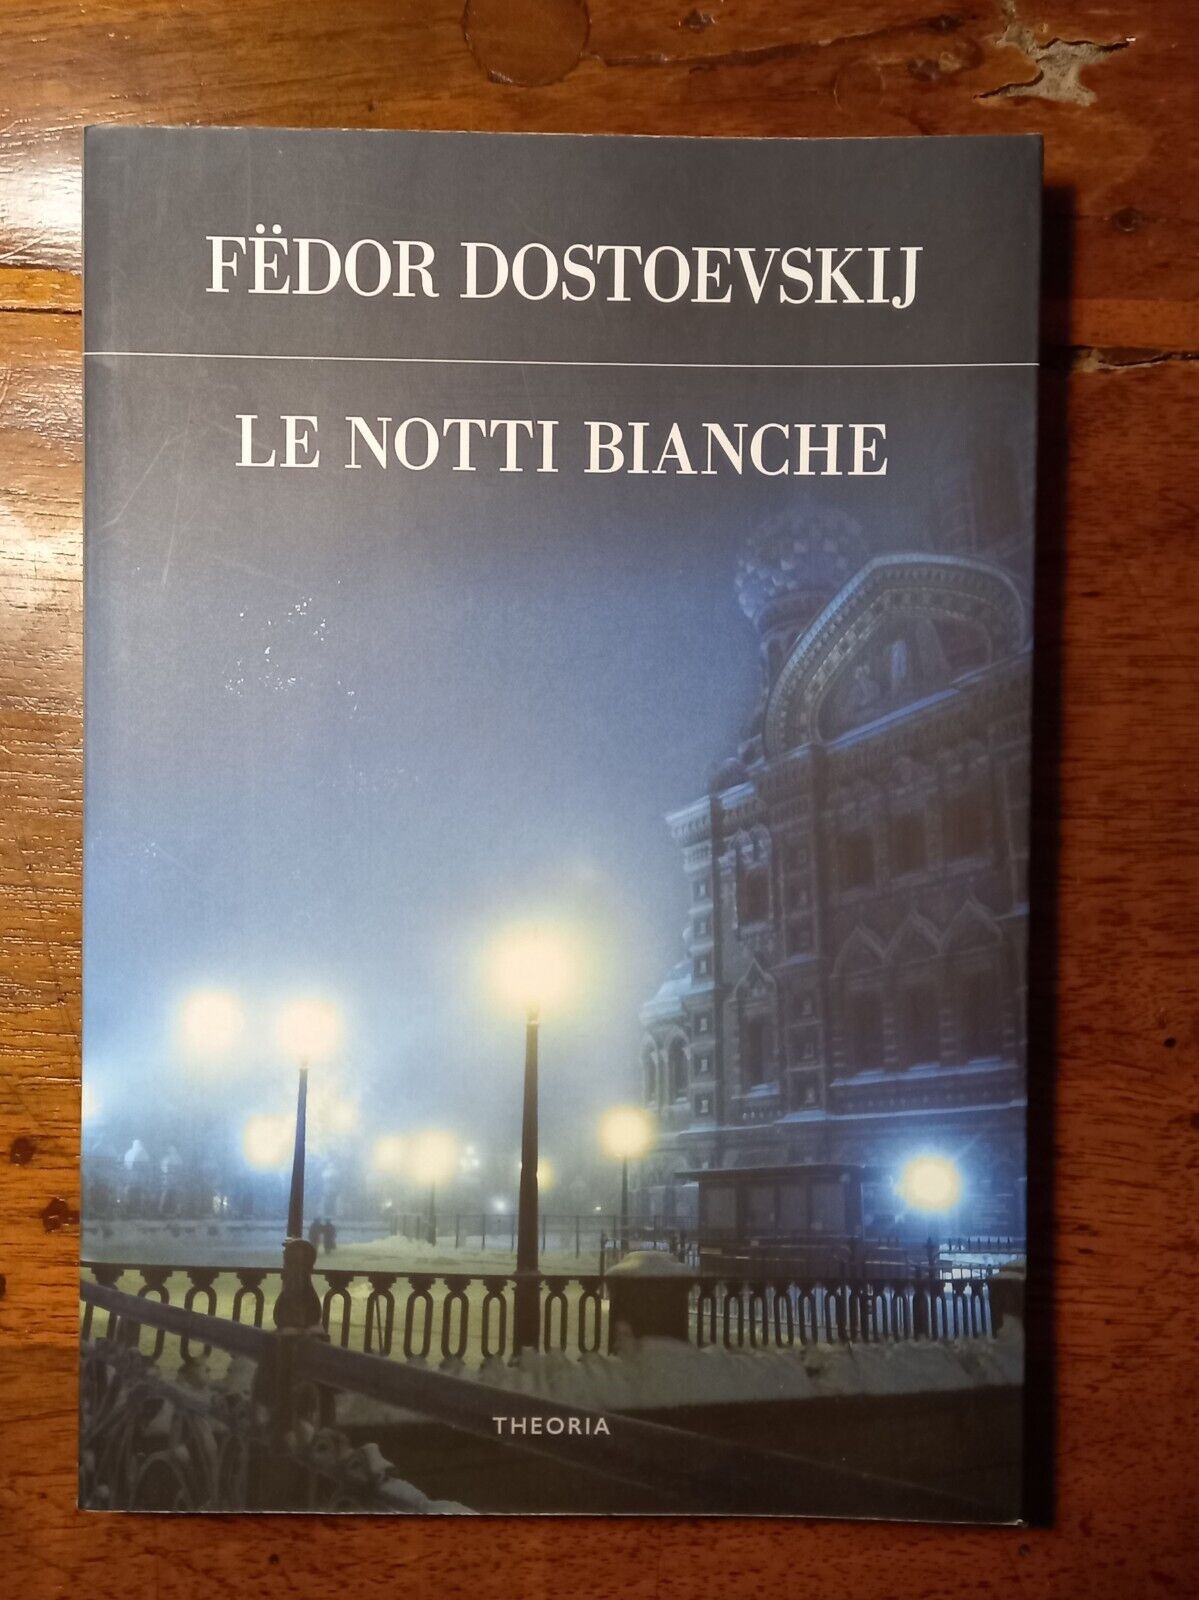 FËDOR DOSTOEVSKIJ
LE NOTTI BIANCHE
THEORIA